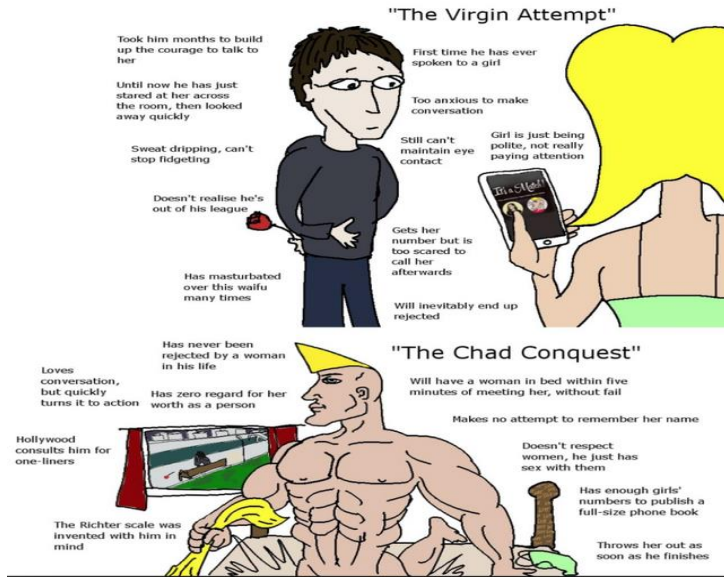 "The Virgin Attempt"
Took him months to build
up the courage to talk to
her
First time he has ever
spoken to a girl
Until now he has just
stared at her across
the room, then looked
away quickly
Too anxious to make
conversation
Sweat dripping, can't
stop fidgeting
Still can't
maintain eye
contact
Girl is just being
polite, not really
paying attention
It's a Match!
Doesn't realise he's
out of his league
Gets her
number but is
too scared to
call her
afterwards
Has masturbated
over this waifu
many times
Will inevitably end up
rejected
"The Chad Conquest"
Has never been
rejected by a woman
in his life
Loves
conversation,
but quickly
turns it to action
Has zero regard for her
worth as a person
Will have a woman in bed within five
minutes of meeting her, without fail
Makes no attempt to remember her name
Hollywood
consults him for
one-liners
Doesn't respect
women, he just has
sex with them
Has enough girls'
numbers to publish a
full-size phone book
The Richter scale was
invented with him in
mind
Throws her out as
soon as he finishes